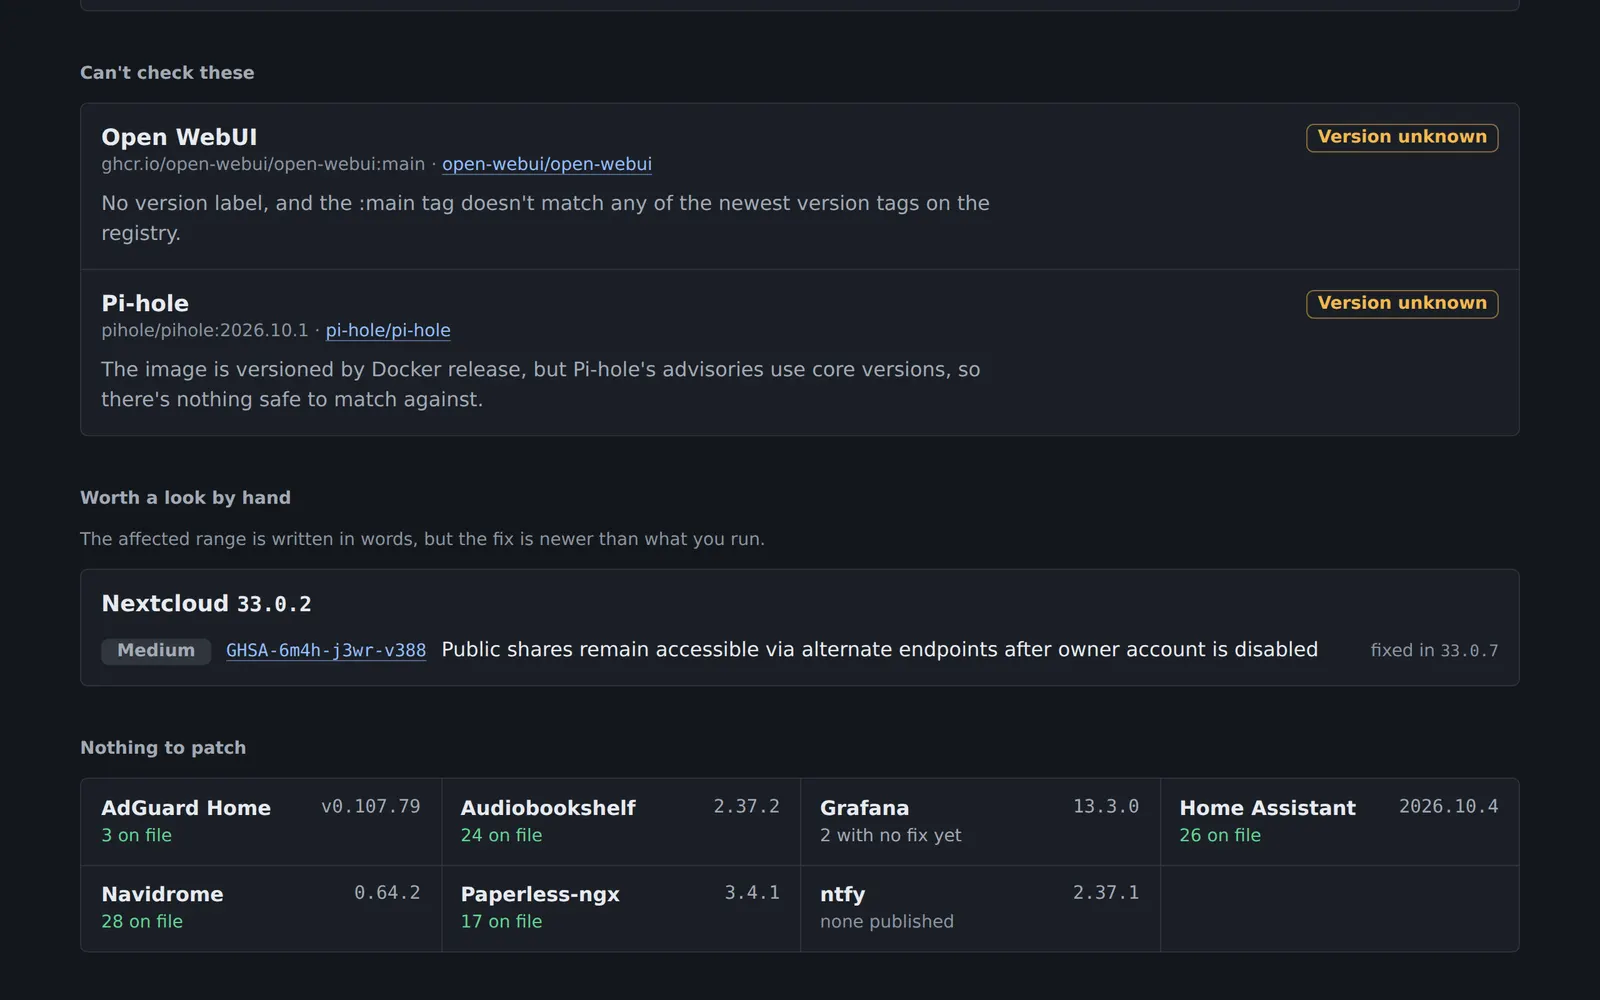 Can't check these
Open WebUI
Version unknown
ghcr.io/open-webui/open-webui:main · open-webui/open-webui
No version label, and the :main tag doesn't match any of the newest version tags on the
registry.
Pi-hole
Version unknown
pihole/pihole:2026.10.1 · pi-hole/pi-hole
The image is versioned by Docker release, but Pi-hole's advisories use core versions, so
there's nothing safe to match against.
Worth a look by hand
The affected range is written in words, but the fix is newer than what you run.
Nextcloud 33.0.2
Medium GHSA-6m4h-j3wr-v388 Public shares remain accessible via alternate endpoints after owner account is disabled fixed in 33.0.7
Nothing to patch
AdGuard Home v0.107.79
3 on file
Audiobookshelf 2.37.2
24 on file
Grafana 13.3.0
2 with no fix yet
Home Assistant 2026.10.4
26 on file
Navidrome 0.64.2
28 on file
Paperless-ngx 3.4.1
17 on file
ntfy 2.37.1
none published